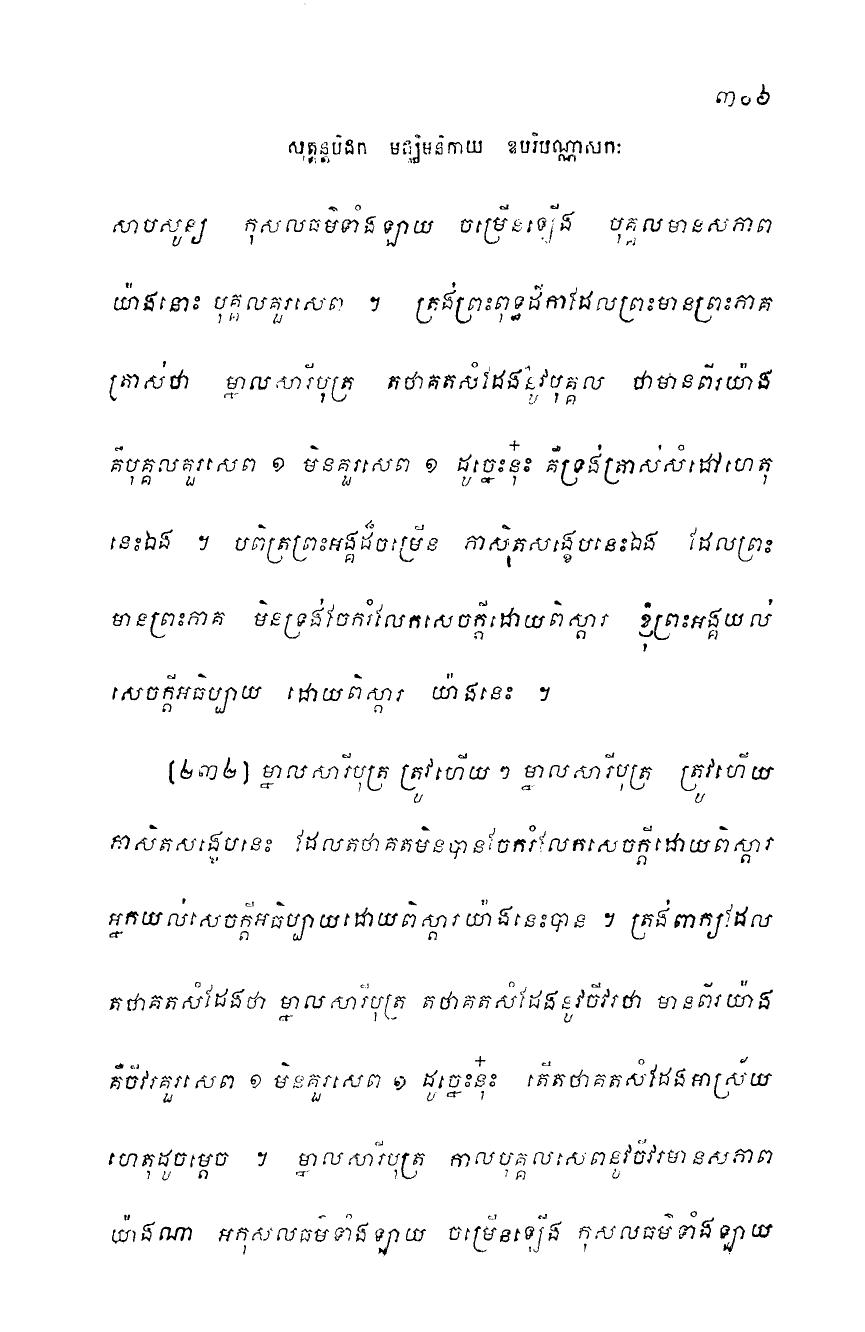 ៣០៦
សុត្តន្តបិដក មជ្ឈិមនិកាយ ឧបរិបណ្ណាសកៈ
សាបសូន្យ កុសលធម៌ទាំងឡាយ ចម្រើនឡើង បុគ្គលមានសភាព
យ៉ាងនោះ បុគ្គលគួរសេព ។ ត្រង់ព្រះពុទ្ធដីកាដែលព្រះមានព្រះភាគ
ត្រាស់ថា ម្នាលសារីបុត្រ តថាគតសំដែងនូវបុគ្គល ថាមានពីរយ៉ាង
គឺបុគ្គលគួរសេព ១ មិនគួរសេព ១ ដូច្នេះនុ៎ះ គឺទ្រង់ត្រាស់សំដៅហេតុ
នេះឯង ។ បពិត្រព្រះអង្គដ៏ចម្រើន ភាសិតសង្ខេបនេះឯង ដែលព្រះ
មានព្រះភាគ មិនទ្រង់ចែករំលែកសេចក្តីដោយពិស្តារ ខ្ញុំព្រះអង្គយល់
សេចក្តីអធិប្បាយ ដោយពិស្តារ យ៉ាងនេះ ។
(២៣២) ម្នាលសារីបុត្រ ត្រូវហើយ ៗ ម្នាលសារីបុត្រ ត្រូវហើយ
ភាសិតសង្ខេបនេះ ដែលតថាគតមិនបានចែករំលែកសេចក្តីដោយពិស្តារ
អ្នកយល់សេចក្តីអធិប្បាយដោយពិស្តារយ៉ាងនេះបាន ។ ត្រង់ពាក្យដែល
តថាគតសំដែងថា ម្នាលសារីបុត្រ តថាគតសំដែងនូវចីវរថា មានពីរយ៉ាង
គឺចីវរគួរសេព ១ មិនគួរសេព ១ ដូច្នេះនុ៎ះ តើតថាគតសំដែងអាស្រ័យ
ហេតុដូចម្តេច ។ ម្នាលសារីបុត្រ កាលបុគ្គលសេពនូវចីវរមានសភាព
យ៉ាងណា អកុសលធម៌ទាំងឡាយ ចម្រើនឡើង កុសលធម៌ទាំងឡាយ